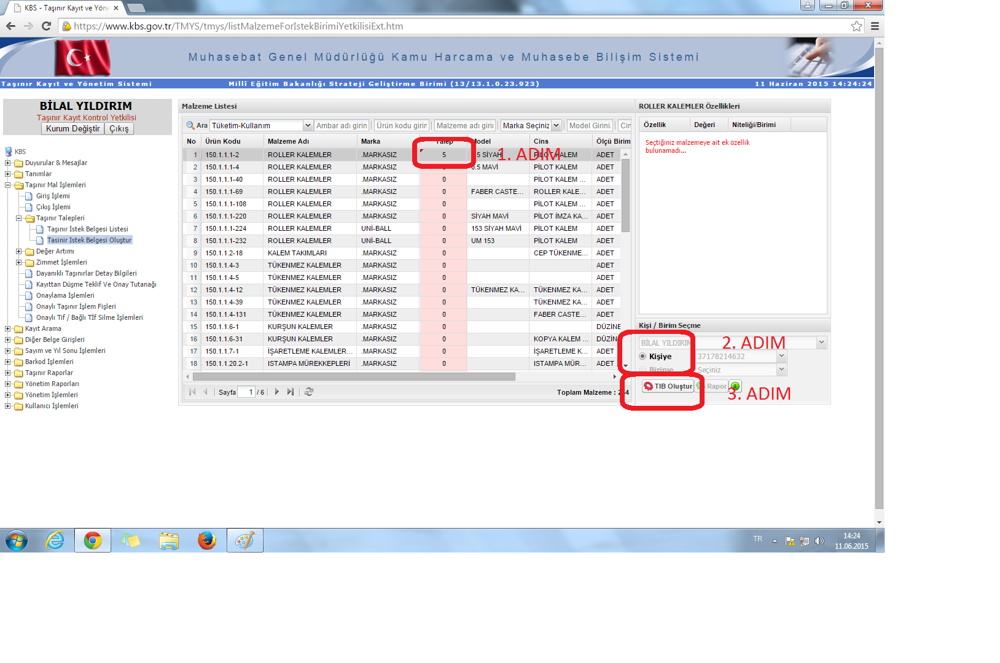 KBS - Taşınır Kayıt ve Yöne
https://www.kbs.gov.tr/TMYS/tmys/listMalzemeForIstekBirimiYetkilisiExt.htm
Muhasebat Genel Müdürlüğü Kamu Harcama ve Muhasebe Bilişim Sistemi
Taşınır Kayıt ve Yönetim Sistemi Millî Eğitim Bakanlığı Strateji Geliştirme Birimi (13/13.1.0.23.923) 11 Haziran 2015 14:24:24
BİLAL YILDIRIM
Taşınır Kayıt Kontrol Yetkilisi
Kurum Değiştir Çıkış
KBS
Duyurular & Mesajlar
Tanımlar
Taşınır Mal İşlemleri
Giriş İşlemi
Çıkış İşlemi
Taşınır Talepleri
Taşınır İstek Belgesi Listesi
Tasinir Istek Belgesi Oluştur
Değer Artımı
Zimmet İşlemleri
Dayanıklı Taşınırlar Detay Bilgileri
Kayıttan Düşme Teklif Ve Onay Tutanağı
Onaylama İşlemleri
Onaylı Taşınır İşlem Fişleri
Onaylı Tif / Bağlı Tİf Silme İşlemleri
Kayıt Arama
Diğer Belge Girişleri
Sayım ve Yıl Sonu İşlemleri
Barkod İşlemleri
Taşınır Raporlar
Yönetim Raporları
Yönetim İşlemleri
Kullanıcı İşlemleri
Malzeme Listesi
Ara Tüketim-Kullanım Ambar adı girin Ürün kodu girin Malzeme adı girin Marka Seçiniz Model Giriniz Cin
No Ürün Kodu Malzeme Adı Marka Talep Model Cins Ölçü Birim
1 150.1.1.1-2 ROLLER KALEMLER .MARKASIZ 5 5 SİYAH PİLOT KALEM ADET
1. ADIM
2 150.1.1.1-4 ROLLER KALEMLER .MARKASIZ 0.5 MAVİ PİLOT KALEM ADET
3 150.1.1.1-40 ROLLER KALEMLER .MARKASIZ 0 PİLOT KALEM ... ADET
4 150.1.1.1-69 ROLLER KALEMLER .MARKASIZ 0 FABER CASTE... ROLLER KALE... ADET
5 150.1.1.1-108 ROLLER KALEMLER .MARKASIZ 0 PİLOT KALEM ... ADET
6 150.1.1.1-220 ROLLER KALEMLER .MARKASIZ 0 SİYAH MAVİ PİLOT İMZA KA... ADET
7 150.1.1.1-224 ROLLER KALEMLER UNİ-BALL 0 153 SİYAH MAVİ PİLOT KALEM ADET
8 150.1.1.1-232 ROLLER KALEMLER UNİ-BALL 0 UM 153 PİLOT KALEM ADET
9 150.1.1.2-18 KALEM TAKIMLARI .MARKASIZ 0 CEP TÜKENME... ADET
10 150.1.1.4-3 TÜKENMEZ KALEMLER .MARKASIZ 0 ADET
11 150.1.1.4-5 TÜKENMEZ KALEMLER .MARKASIZ 0 ADET
12 150.1.1.4-12 TÜKENMEZ KALEMLER .MARKASIZ 0 TÜKENMEZ KA... TÜKENMEZ KA... ADET
13 150.1.1.4-39 TÜKENMEZ KALEMLER .MARKASIZ 0 TÜKENMEZ KA... ADET
14 150.1.1.4-131 TÜKENMEZ KALEMLER .MARKASIZ 0 FABER CASTE... ADET
15 150.1.1.6-1 KURŞUN KALEMLER .MARKASIZ 0 DÜZİNE
16 150.1.1.6-31 KURŞUN KALEMLER .MARKASIZ 0 KOPYA KALEM ... DÜZİN
17 150.1.1.7-1 İŞARETLEME KALEMLER... .MARKASIZ 0 İŞARETLEME K... ADET
18 150.1.1.20.2-1 ISTAMPA MÜREKKEPLERİ .MARKASIZ 0 ISTAMPA MÜR... ADET
Sayfa 1 / 6 Toplam Malzeme :
ROLLER KALEMLER Özellikleri
Özellik Değeri Niteliği/Birimi
Seçtiğiniz malzemeye ait ek özellik
bulunamadı...
Kişi / Birim Seçme
BİLAL YILDIRIM
2. ADIM
Kişiye 37178214632
Birime Seçiniz
TIB Oluştur Rapor
3. ADIM
TR 14:24
11.06.2015